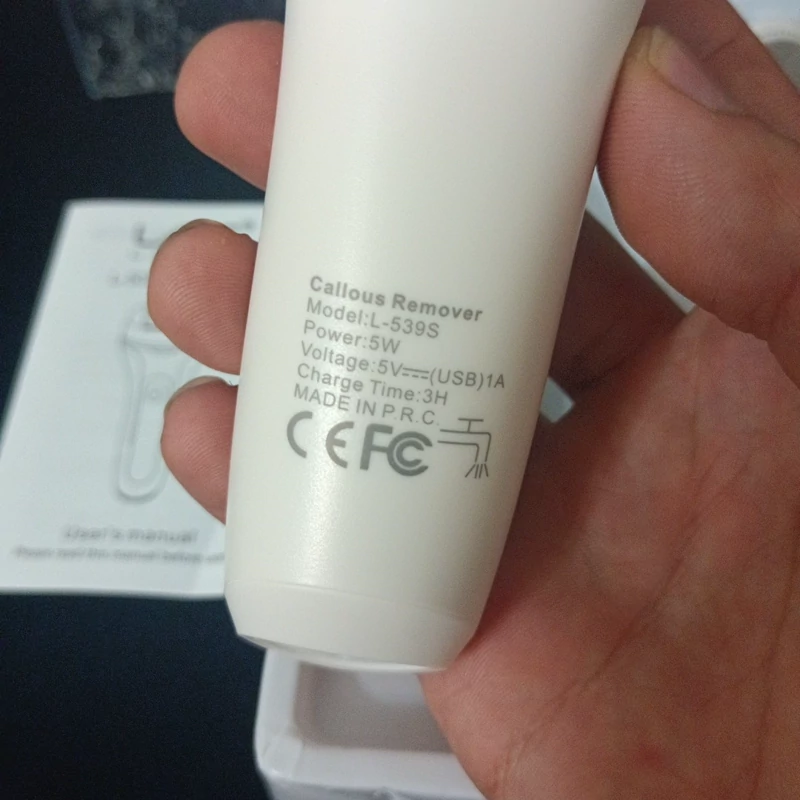 Callous Remover
Model:L-539S
Power:5W
Voltage:5V⎓(USB)1A
Charge Time:3H
MADE IN P.R.C.
CE FC
User's manual